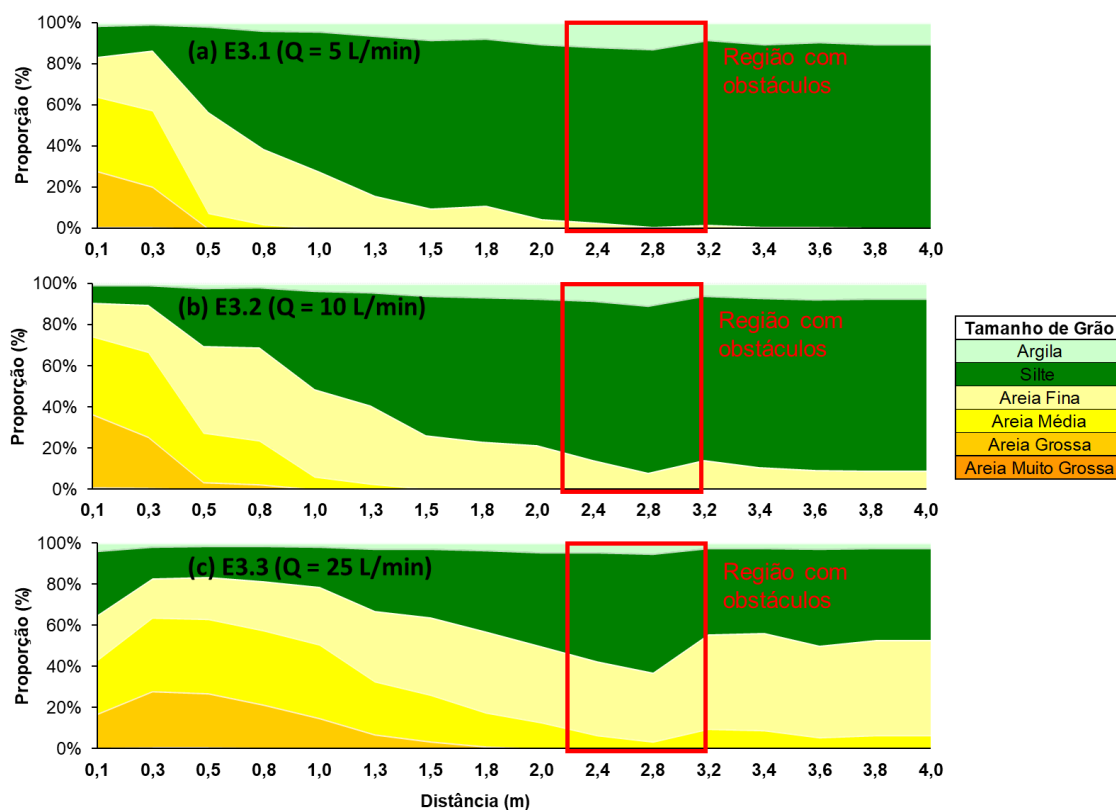 100%
80%
60%
40%
20%
0%
Proporção (%)
(a) E3.1 (Q = 5 L/min)
Região com
obstáculos
0,1 0,3 0,5 0,8 1,0 1,3 1,5 1,8 2,0 2,4 2,8 3,2 3,4 3,6 3,8 4,0
100%
80%
60%
40%
20%
0%
Proporção (%)
(b) E3.2 (Q = 10 L/min)
Região com
obstáculos
0,1 0,3 0,5 0,8 1,0 1,3 1,5 1,8 2,0 2,4 2,8 3,2 3,4 3,6 3,8 4,0
Tamanho de Grão
Argila
Silte
Areia Fina
Areia Média
Areia Grossa
Areia Muito Grossa
100%
80%
60%
40%
20%
0%
Proporção (%)
(c) E3.3 (Q = 25 L/min)
Região com
obstáculos
0,1 0,3 0,5 0,8 1,0 1,3 1,5 1,8 2,0 2,4 2,8 3,2 3,4 3,6 3,8 4,0
Distância (m)